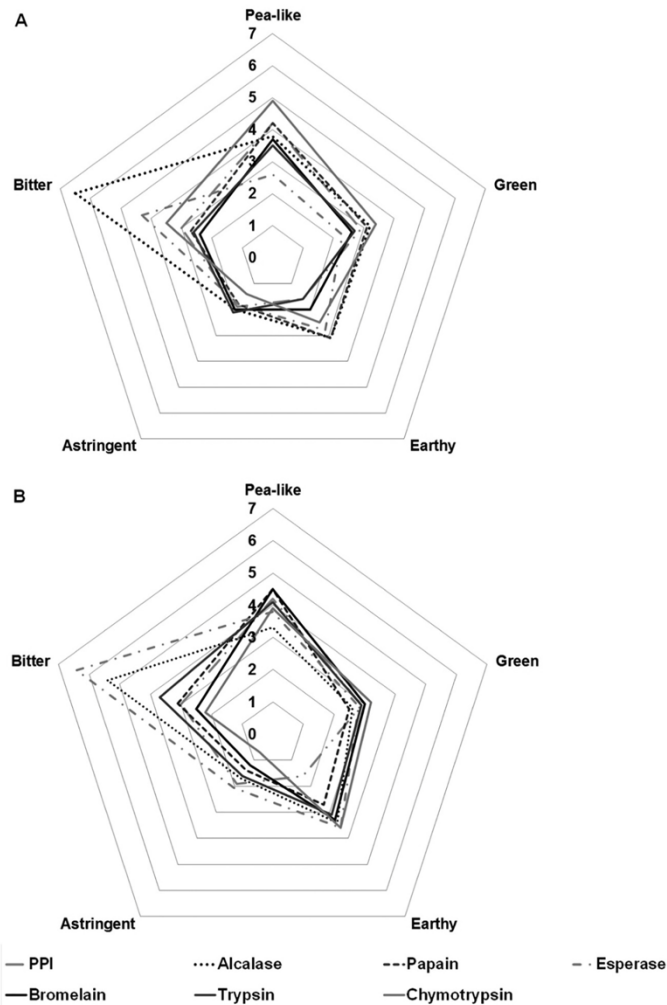 A
Pea-like
7
6
5
4
3
2
1
0
Bitter
Green
Astringent
Earthy
B
Pea-like
7
6
5
4
3
2
1
0
Bitter
Green
Astringent
Earthy
PPI Alcalase Papain Esperase
Bromelain Trypsin Chymotrypsin